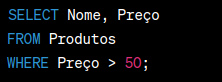 SELECT Nome, Preço
FROM Produtos
WHERE Preço > 50;